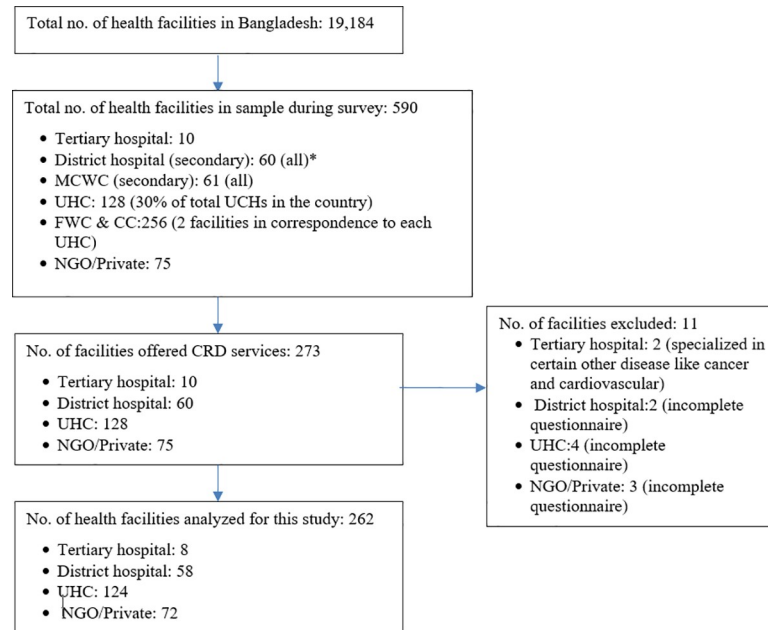 Total no. of health facilities in Bangladesh: 19,184
Total no. of health facilities in sample during survey: 590
• Tertiary hospital: 10
• District hospital (secondary): 60 (all)*
• MCWC (secondary): 61 (all)
• UHC: 128 (30% of total UCHs in the country)
• FWC & CC:256 (2 facilities in correspondence to each
UHC)
• NGO/Private: 75
No. of facilities offered CRD services: 273
• Tertiary hospital: 10
• District hospital: 60
• UHC: 128
• NGO/Private: 75
No. of facilities excluded: 11
• Tertiary hospital: 2 (specialized in
certain other disease like cancer
and cardiovascular)
• District hospital:2 (incomplete
questionnaire)
• UHC:4 (incomplete
questionnaire)
• NGO/Private: 3 (incomplete
questionnaire)
No. of health facilities analyzed for this study: 262
• Tertiary hospital: 8
• District hospital: 58
• UHC: 124
• NGO/Private: 72